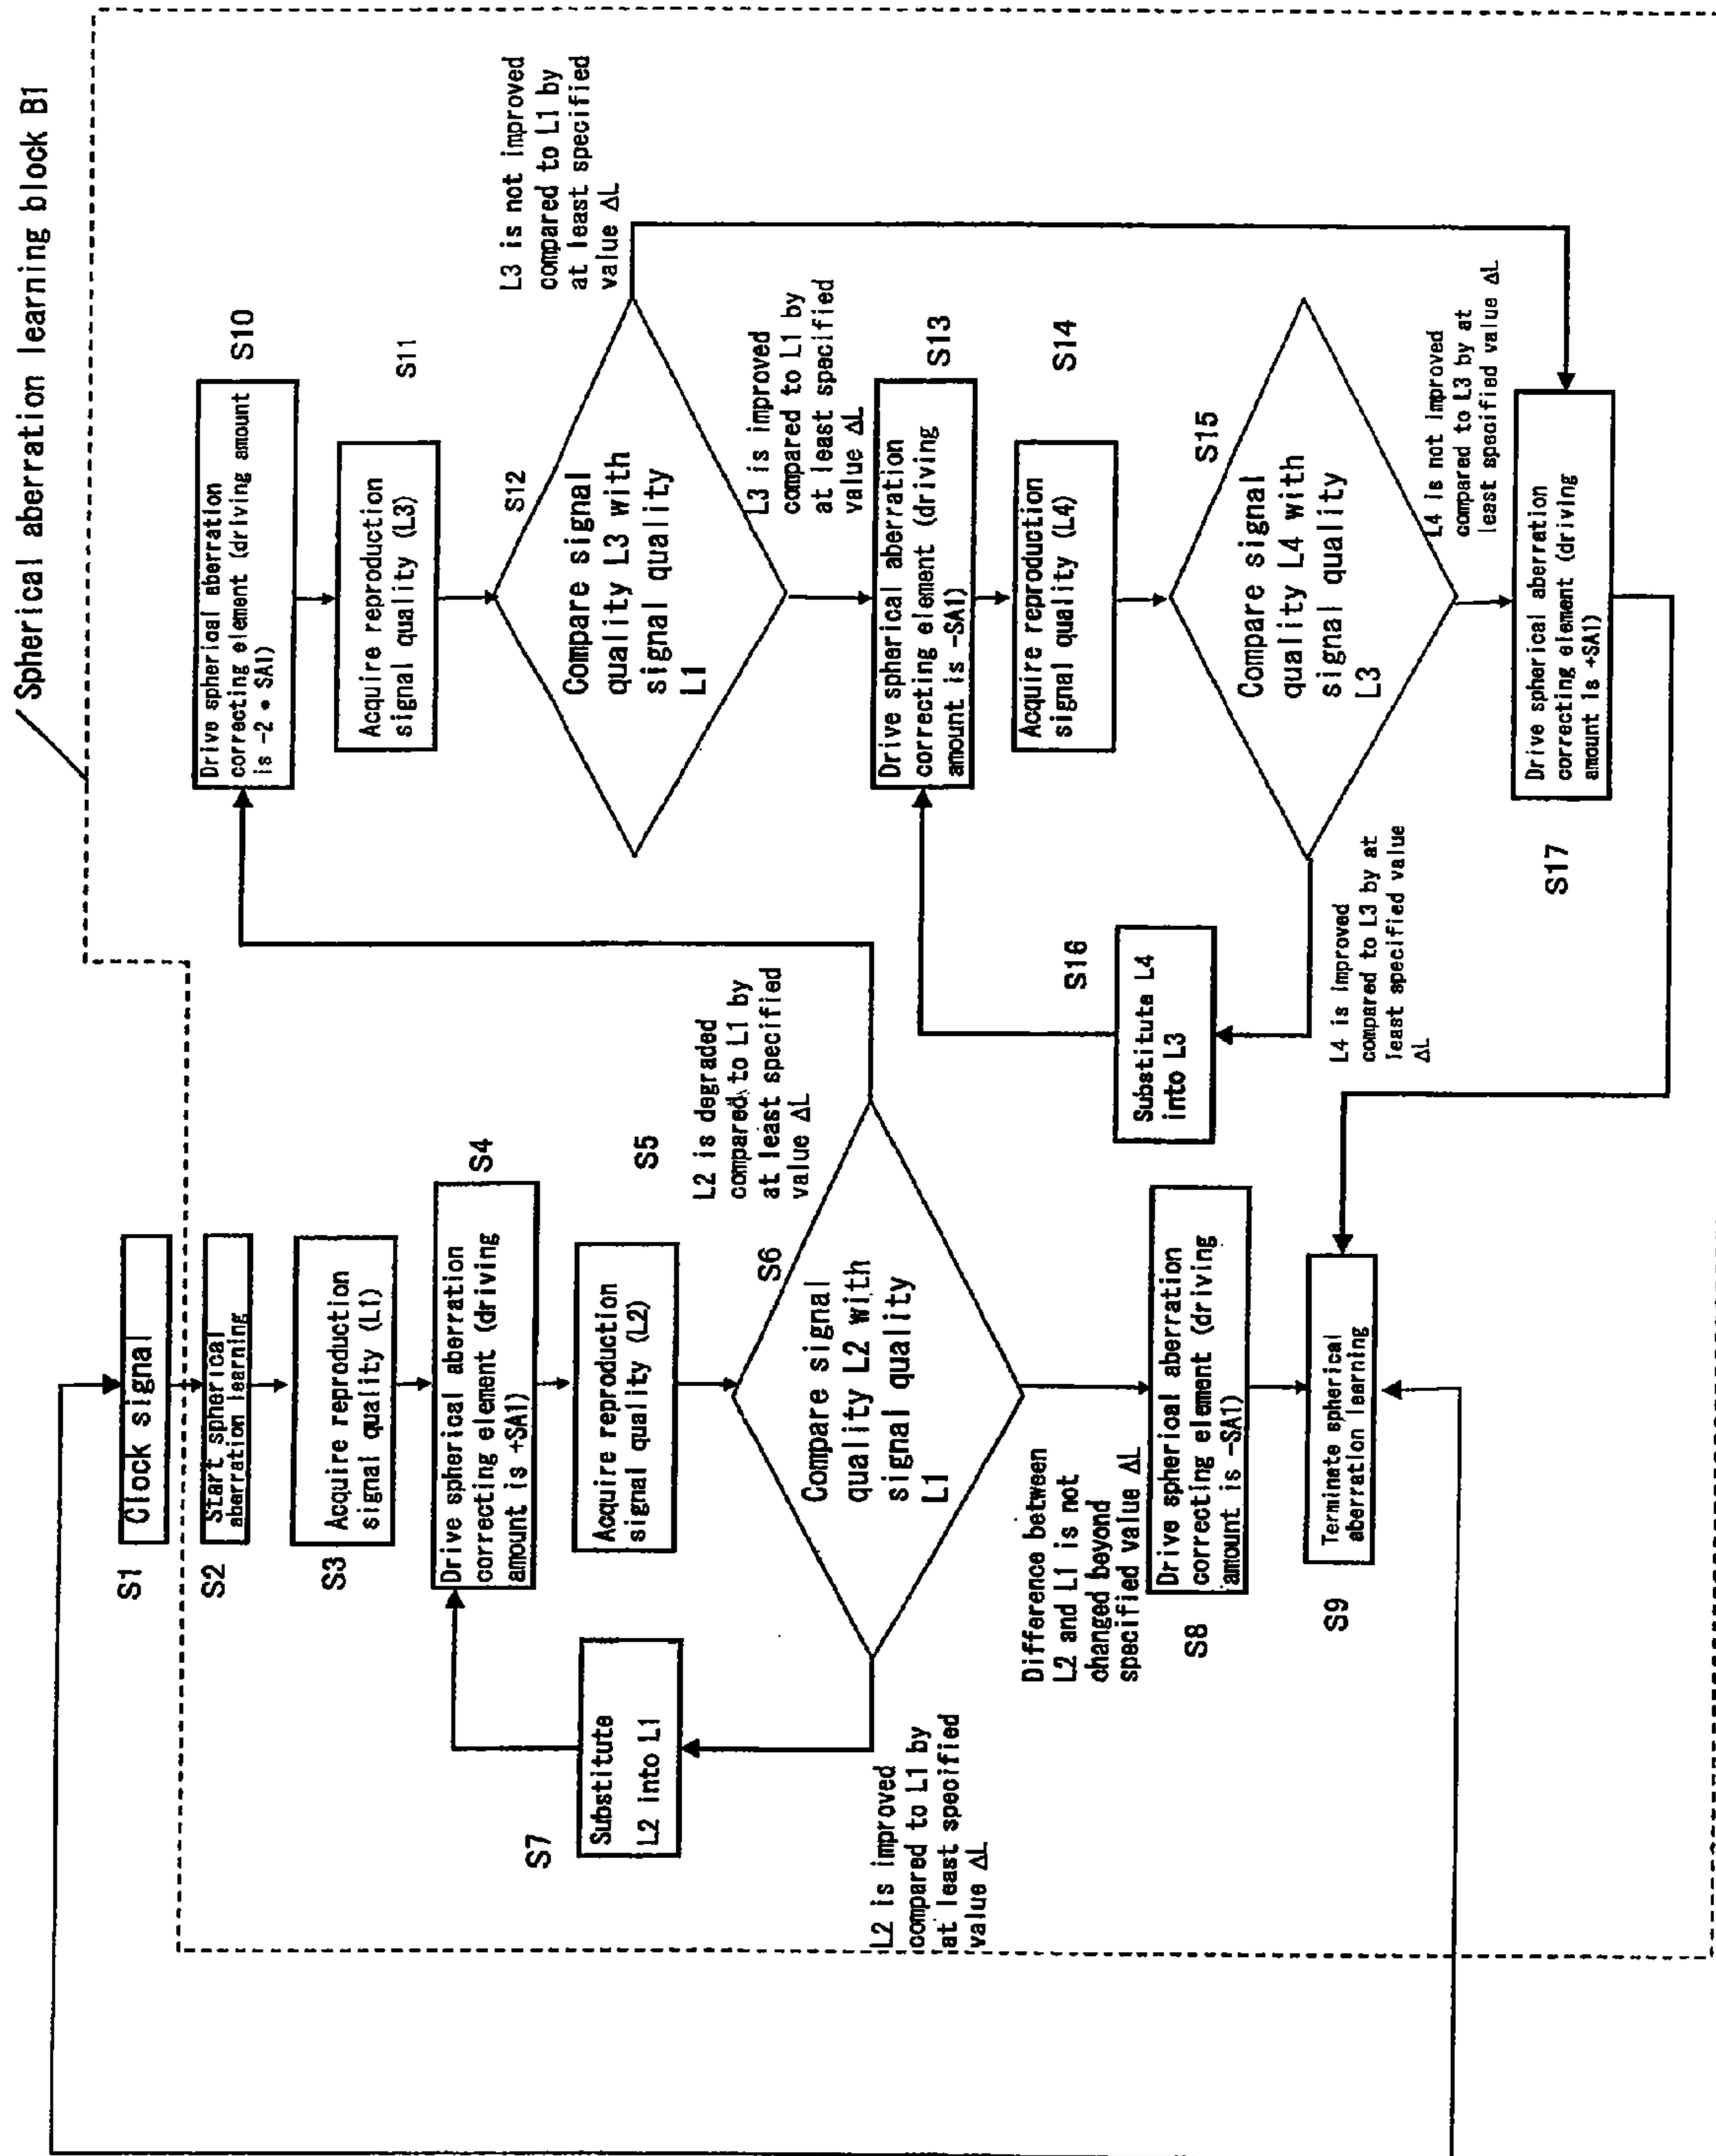 Spherical aberration learning block B1
S1
Clock signal
S2
Start spherical
aberration learning
S3
Acquire reproduction
signal quality (L1)
S4
Drive spherical aberration
correcting element (driving
amount is +SA1)
S5
Acquire reproduction
signal quality (L2)
S6
Compare signal
quality L2 with
signal quality
L1
S7
Substitute
L2 into L1
L2 is improved
compared to L1 by
at least specified
value ΔL
L2 is degraded
compared to L1 by
at least specified
value ΔL
Difference between
L2 and L1 is not
changed beyond
specified value ΔL
S8
Drive spherical aberration
correcting element (driving
amount is -SA1)
S9
Terminate spherical
aberration learning
S10
Drive spherical aberration
correcting element (driving amount
is -2 * SA1)
S11
Acquire reproduction
signal quality (L3)
S12
Compare signal
quality L3 with
signal quality
L1
L3 is not improved
compared to L1 by
at least specified
value ΔL
L3 is improved
compared to L1 by
at least specified
value ΔL
S13
Drive spherical aberration
correcting element (driving
amount is -SA1)
S14
Acquire reproduction
signal quality (L4)
S15
Compare signal
quality L4 with
signal quality
L3
S16
Substitute L4
into L3
L4 is improved
compared to L3 by at
least specified value
ΔL
L4 is not improved
compared to L3 by at
least specified value ΔL
S17
Drive spherical aberration
correcting element (driving
amount is +SA1)